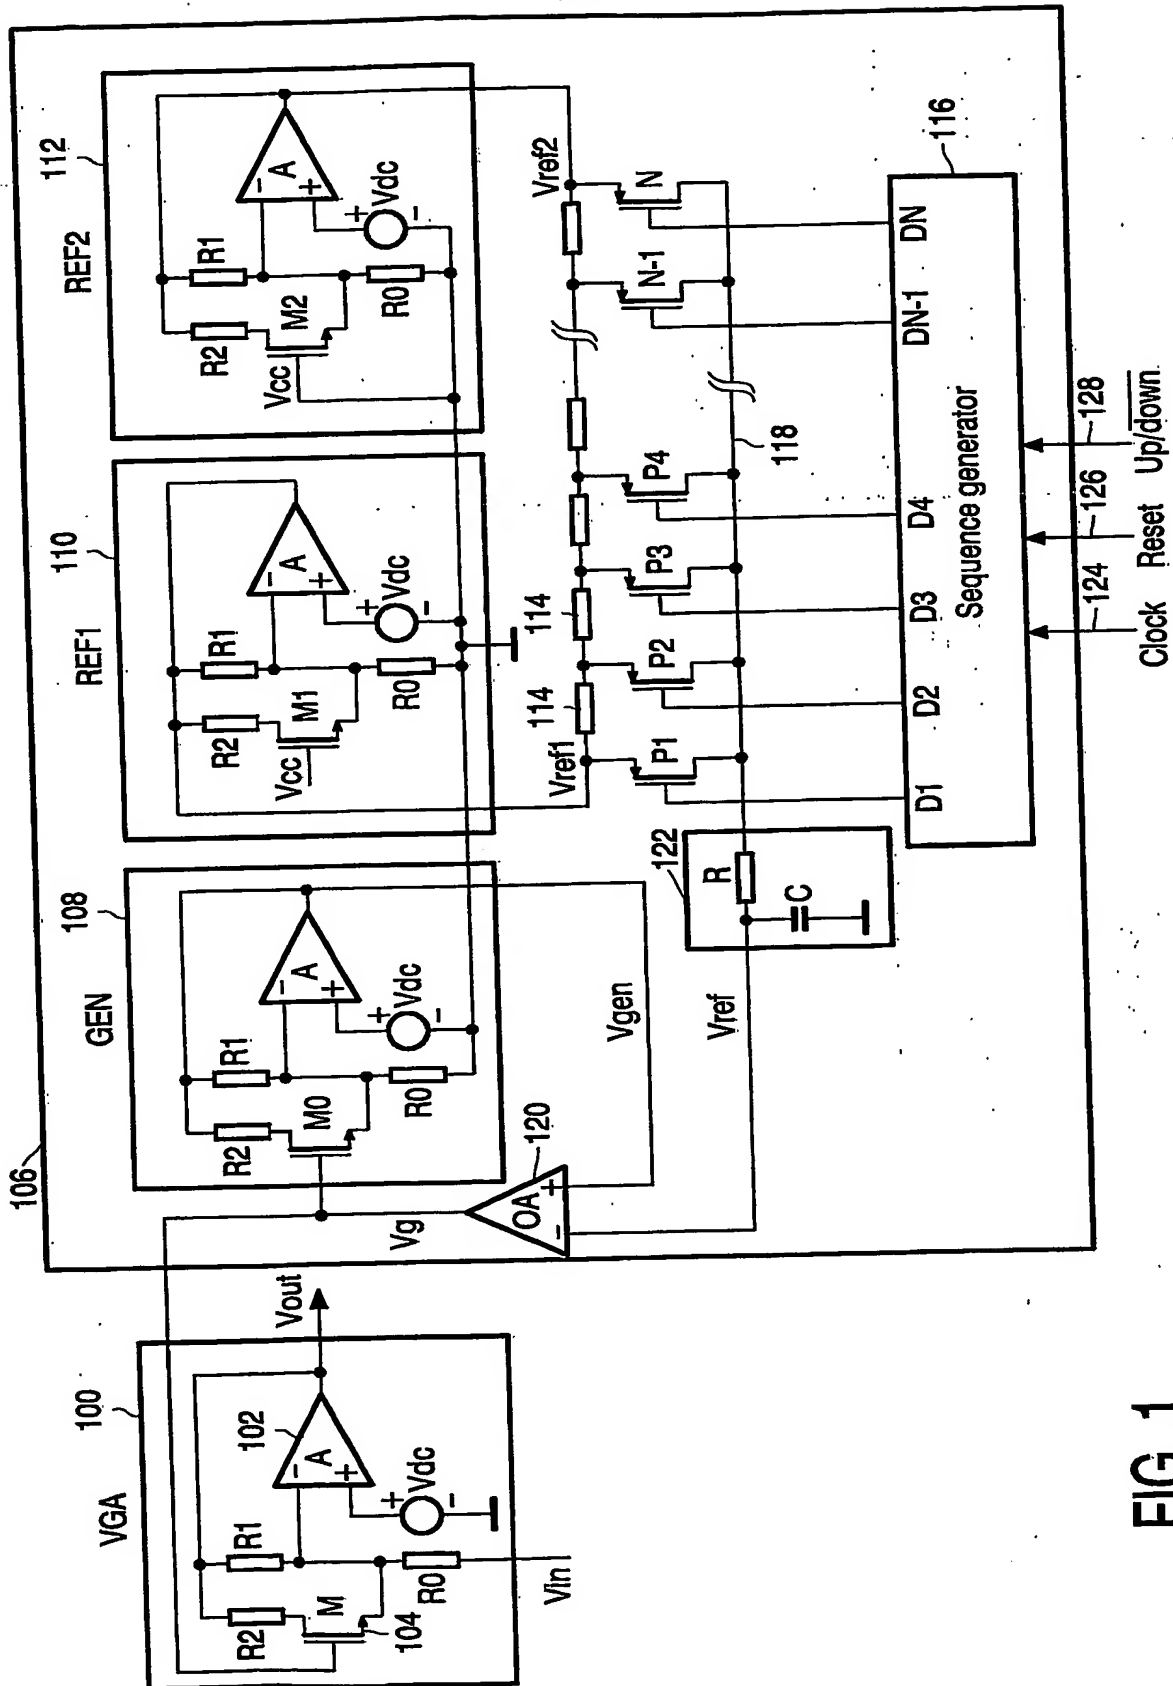 106
VGA
100
R2
R1
M
104
R0
Vin
A
102
− +
+ Vdc −
Vout
GEN
108
R2
R1
M0
R0
A
− +
+ Vdc −
Vg
OA
− +
120
Vgen
Vref
REF1
110
R2
R1
M1
Vcc
R0
A
− +
+ Vdc −
REF2
112
R2
R1
M2
Vcc
R0
A
− +
+ Vdc −
Vref1
114
114
Vref2
P1
P2
P3
P4
N-1
N
118
122
R
C
D1
D2
D3
D4
DN-1
DN
Sequence generator
116
124
126
128
Clock
Reset
Up/down
FIG. 1